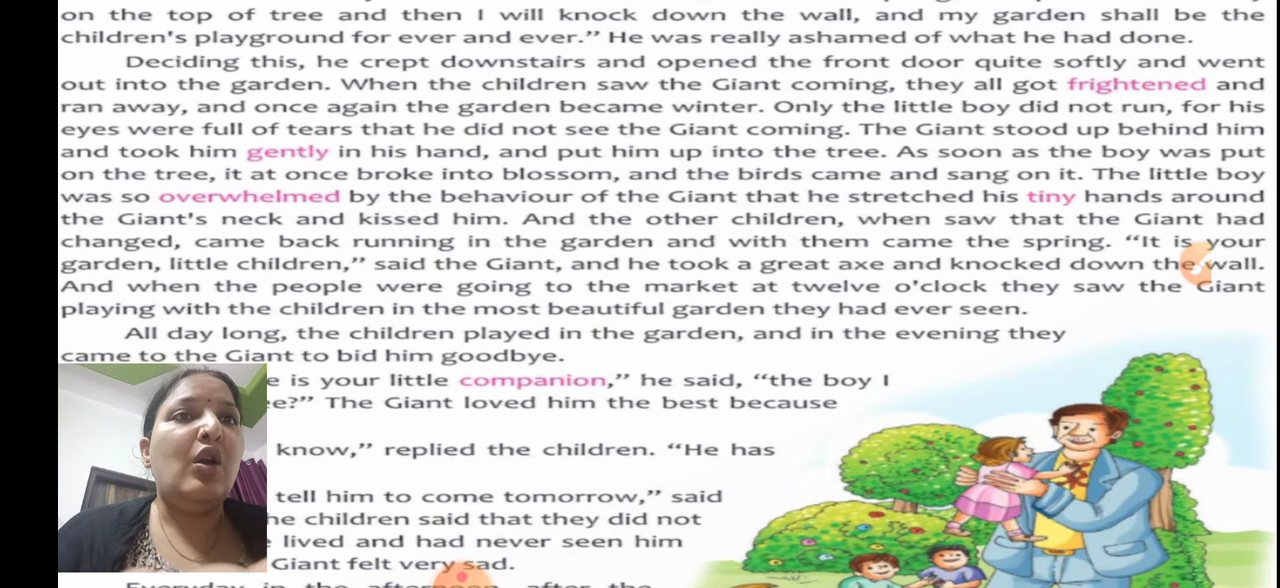 on the top of tree and then I will knock down the wall, and my garden shall be the
children's playground for ever and ever." He was really ashamed of what he had done.
Deciding this, he crept downstairs and opened the front door quite softly and went
out into the garden. When the children saw the Giant coming, they all got frightened and
ran away, and once again the garden became winter. Only the little boy did not run, for his
eyes were full of tears that he did not see the Giant coming. The Giant stood up behind him
and took him gently in his hand, and put him up into the tree. As soon as the boy was put
on the tree, it at once broke into blossom, and the birds came and sang on it. The little boy
was so overwhelmed by the behaviour of the Giant that he stretched his tiny hands around
the Giant's neck and kissed him. And the other children, when saw that the Giant had
changed, came back running in the garden and with them came the spring. "It is your
garden, little children," said the Giant, and he took a great axe and knocked down the wall.
And when the people were going to the market at twelve o'clock they saw the Giant
playing with the children in the most beautiful garden they had ever seen.
All day long, the children played in the garden, and in the evening they
came to the Giant to bid him goodbye.
is your little companion," he said, "the boy I
The Giant loved him the best because
know," replied the children. "He has
tell him to come tomorrow," said
children said that they did not
lived and had never seen him
Giant felt very sad.
Everyday in the afternoon, after the